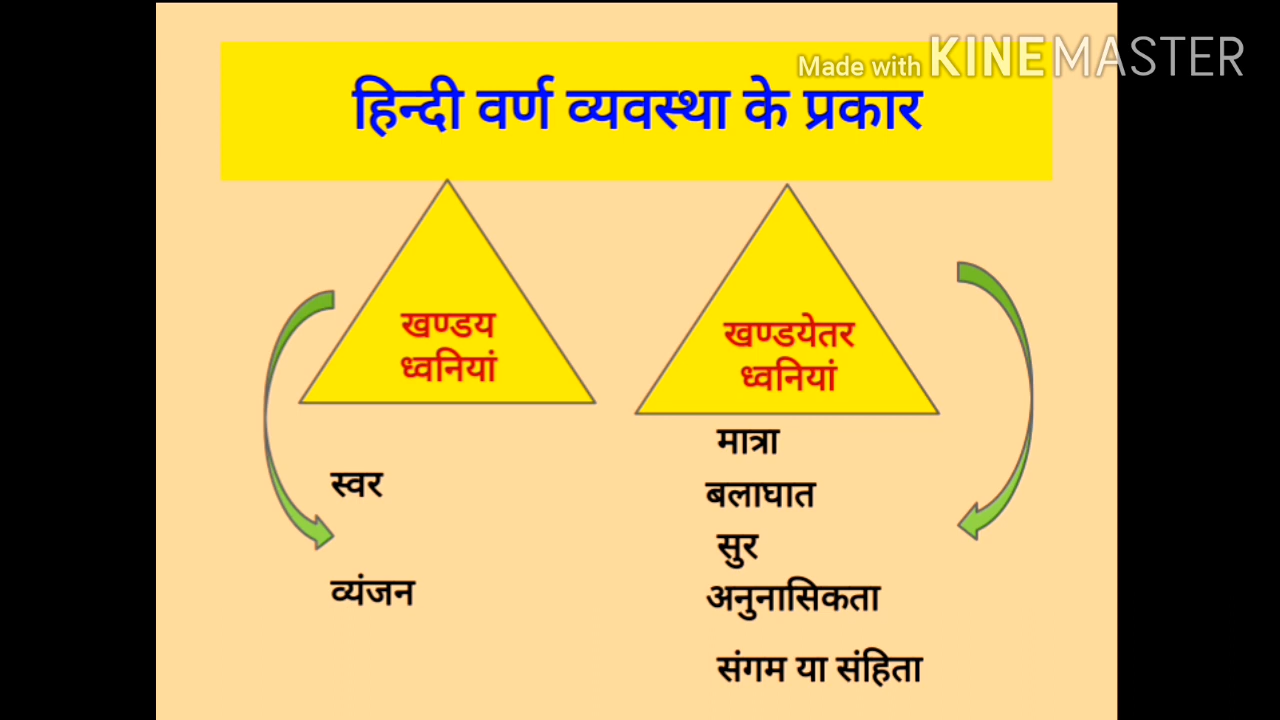 Made with KINEMASTER
हिन्दी वर्ण व्यवस्था के प्रकार
खण्डय
ध्वनियां
स्वर
व्यंजन
खण्डयेतर
ध्वनियां
मात्रा
बलाघात
सुर
अनुनासिकता
संगम या संहिता